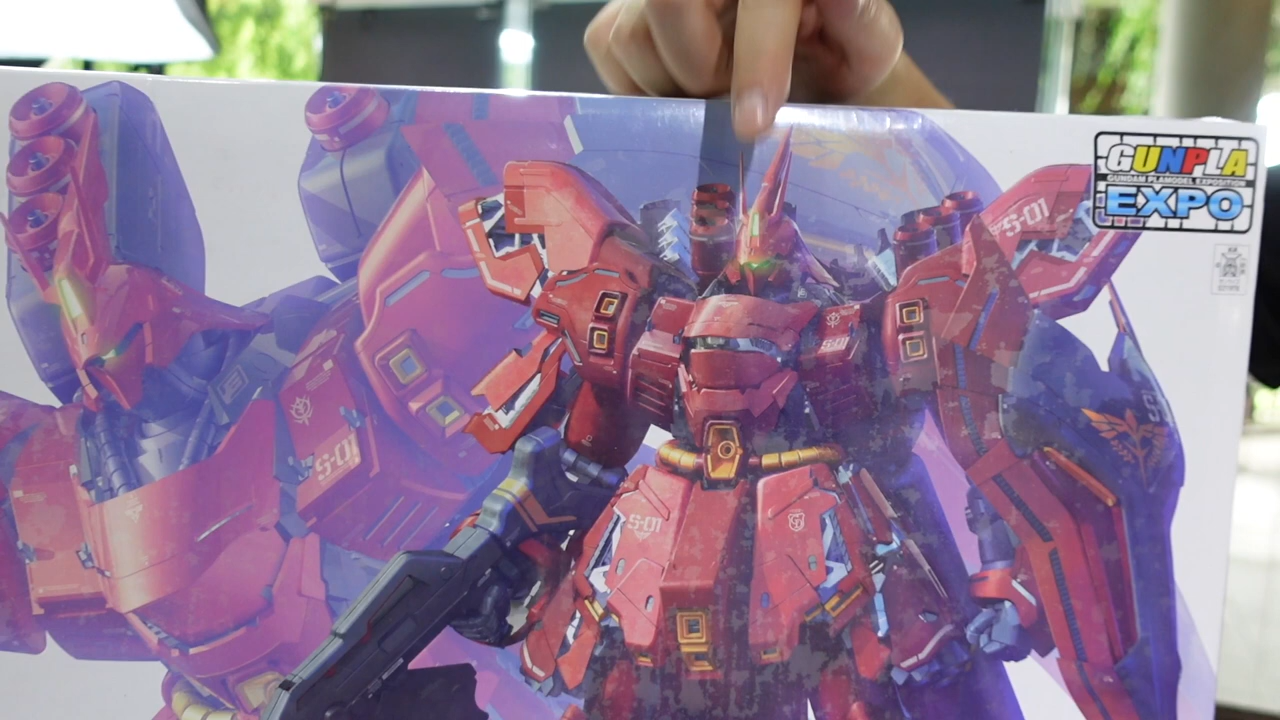 GUNPLA
GUNDAM PLAMODEL EXPOSITION
EXPO
S-01
S-01
S-01
S-01